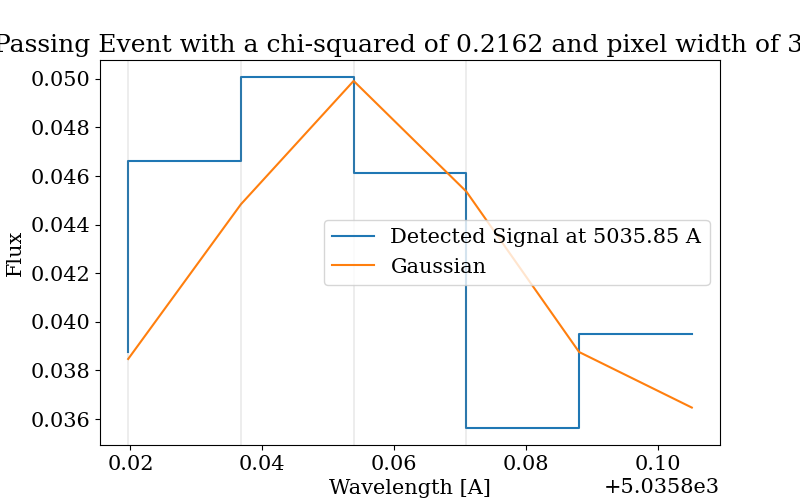 Passing Event with a chi-squared of 0.2162 and pixel width of 3
0.050
0.048
0.046
0.044
0.042
0.040
0.038
0.036
Flux
Detected Signal at 5035.85 A
Gaussian
0.02 0.04 0.06 0.08 0.10
+5.0358e3
Wavelength [A]